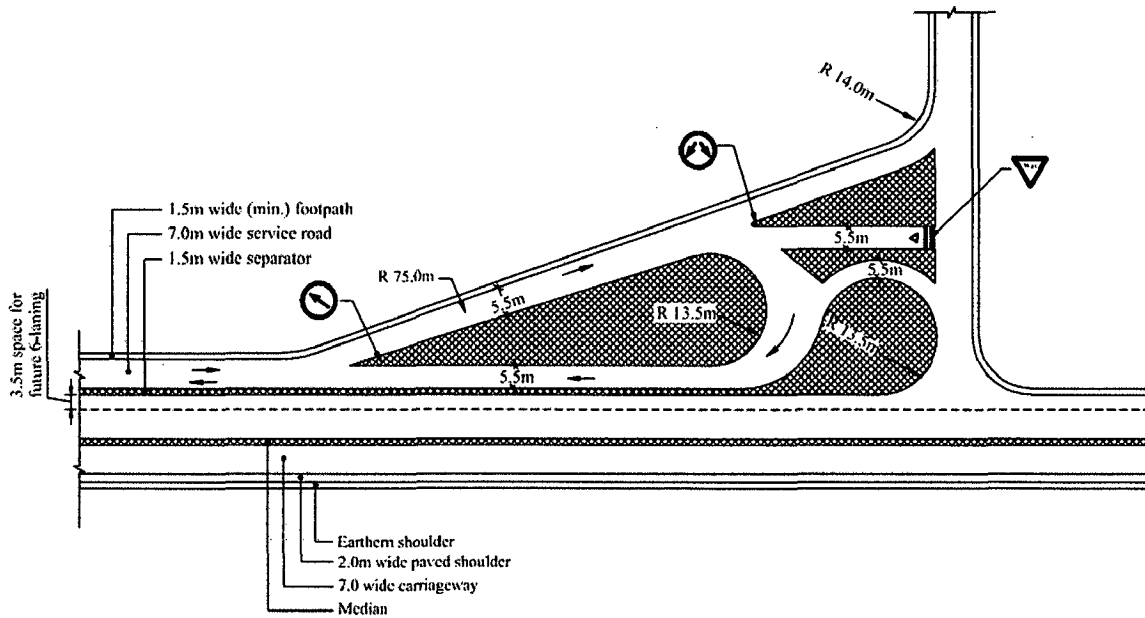 R 14.0m
1.5m wide (min.) footpath
7.0m wide service road
1.5m wide separator
R 75.0m
5.5m
5.5m
5.5m
R 13.5m
R 13.5m
5.5m
3.5m space for
future 6-laning
Earthern shoulder
2.0m wide paved shoulder
7.0 wide carriageway
Median